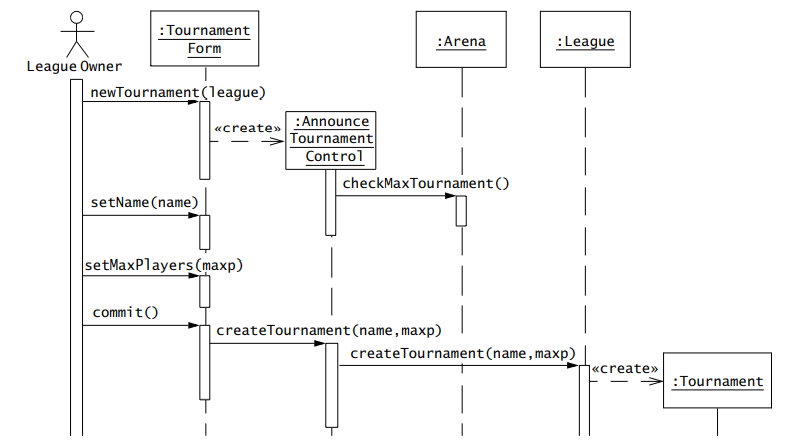 :Tournament
Form
:Arena
:League
League Owner
newTournament(league)
«create»
:Announce
Tournament
Control
checkMaxTournament()
setName(name)
setMaxPlayers(maxp)
commit()
createTournament(name,maxp)
createTournament(name,maxp)
«create»
:Tournament